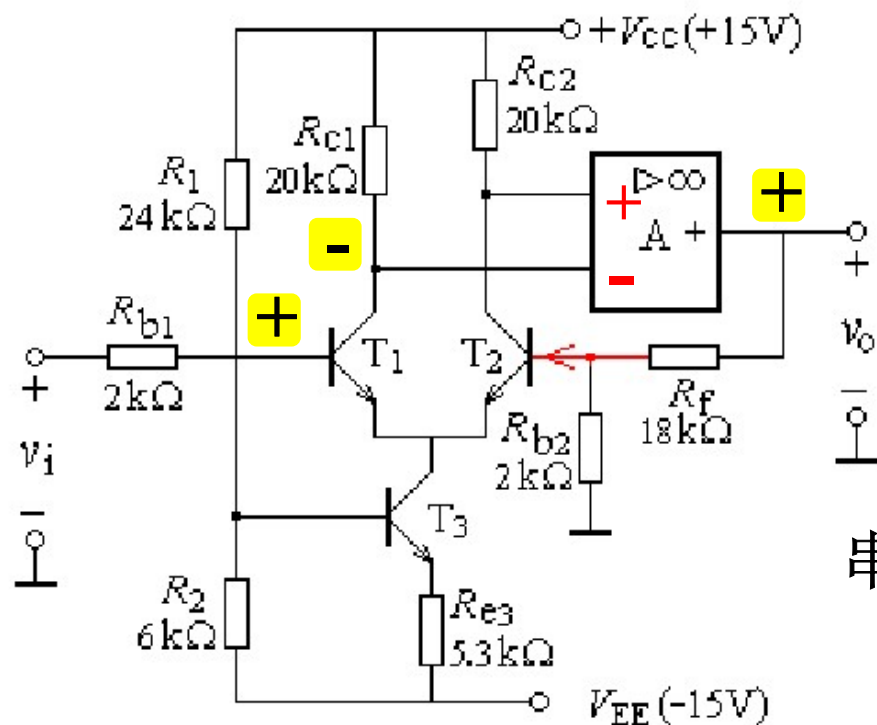 +VCC(+15V)
Rc2
20kΩ
Rc1
20kΩ
R1
24kΩ
▷∞
+
A +
-
+
-
+
Rb1
2kΩ
T1
T2
Rf
18kΩ
Rb2
2kΩ
+
vi
-
+
vo
-
T3
R2
6kΩ
Re3
5.3kΩ
VEE(-15V)
串